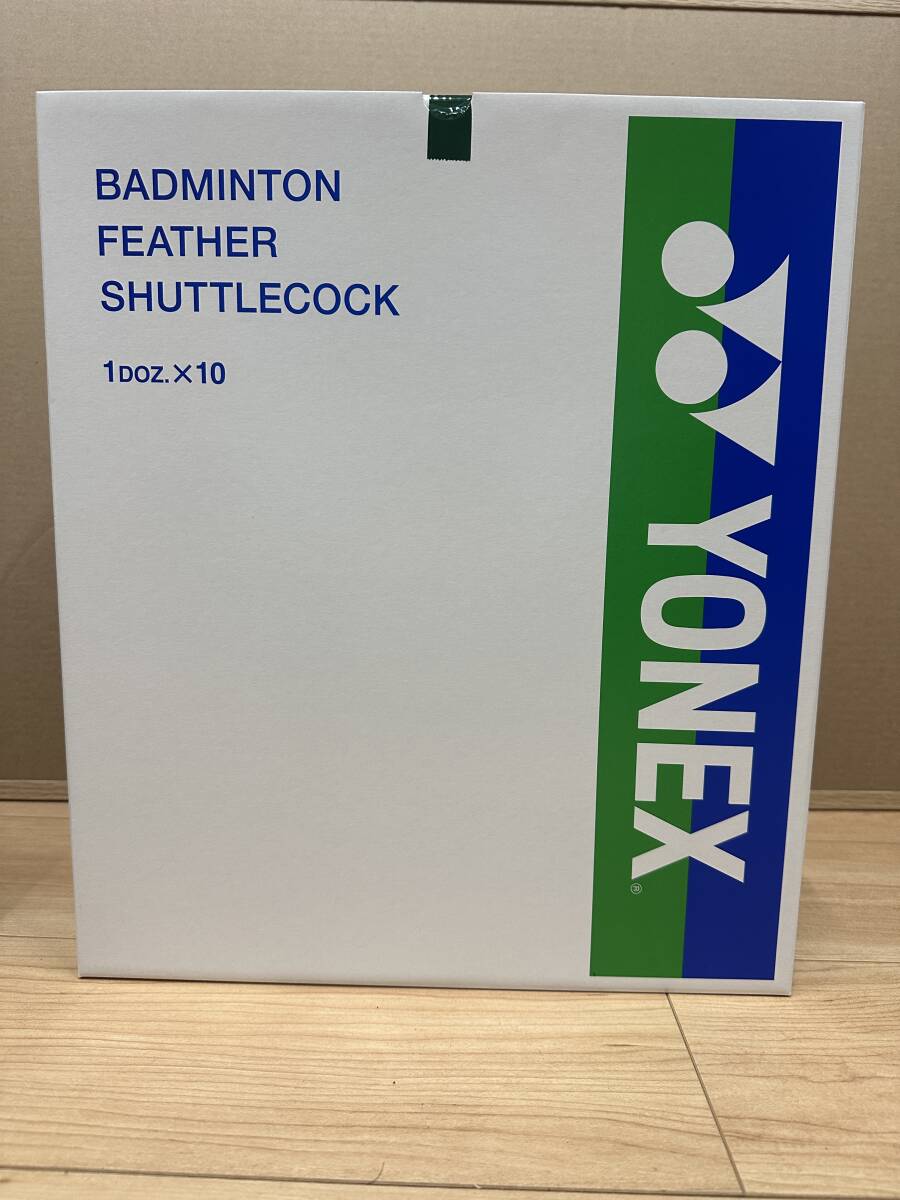 BADMINTON
FEATHER
SHUTTLECOCK
1DOZ.×10
YONEX®